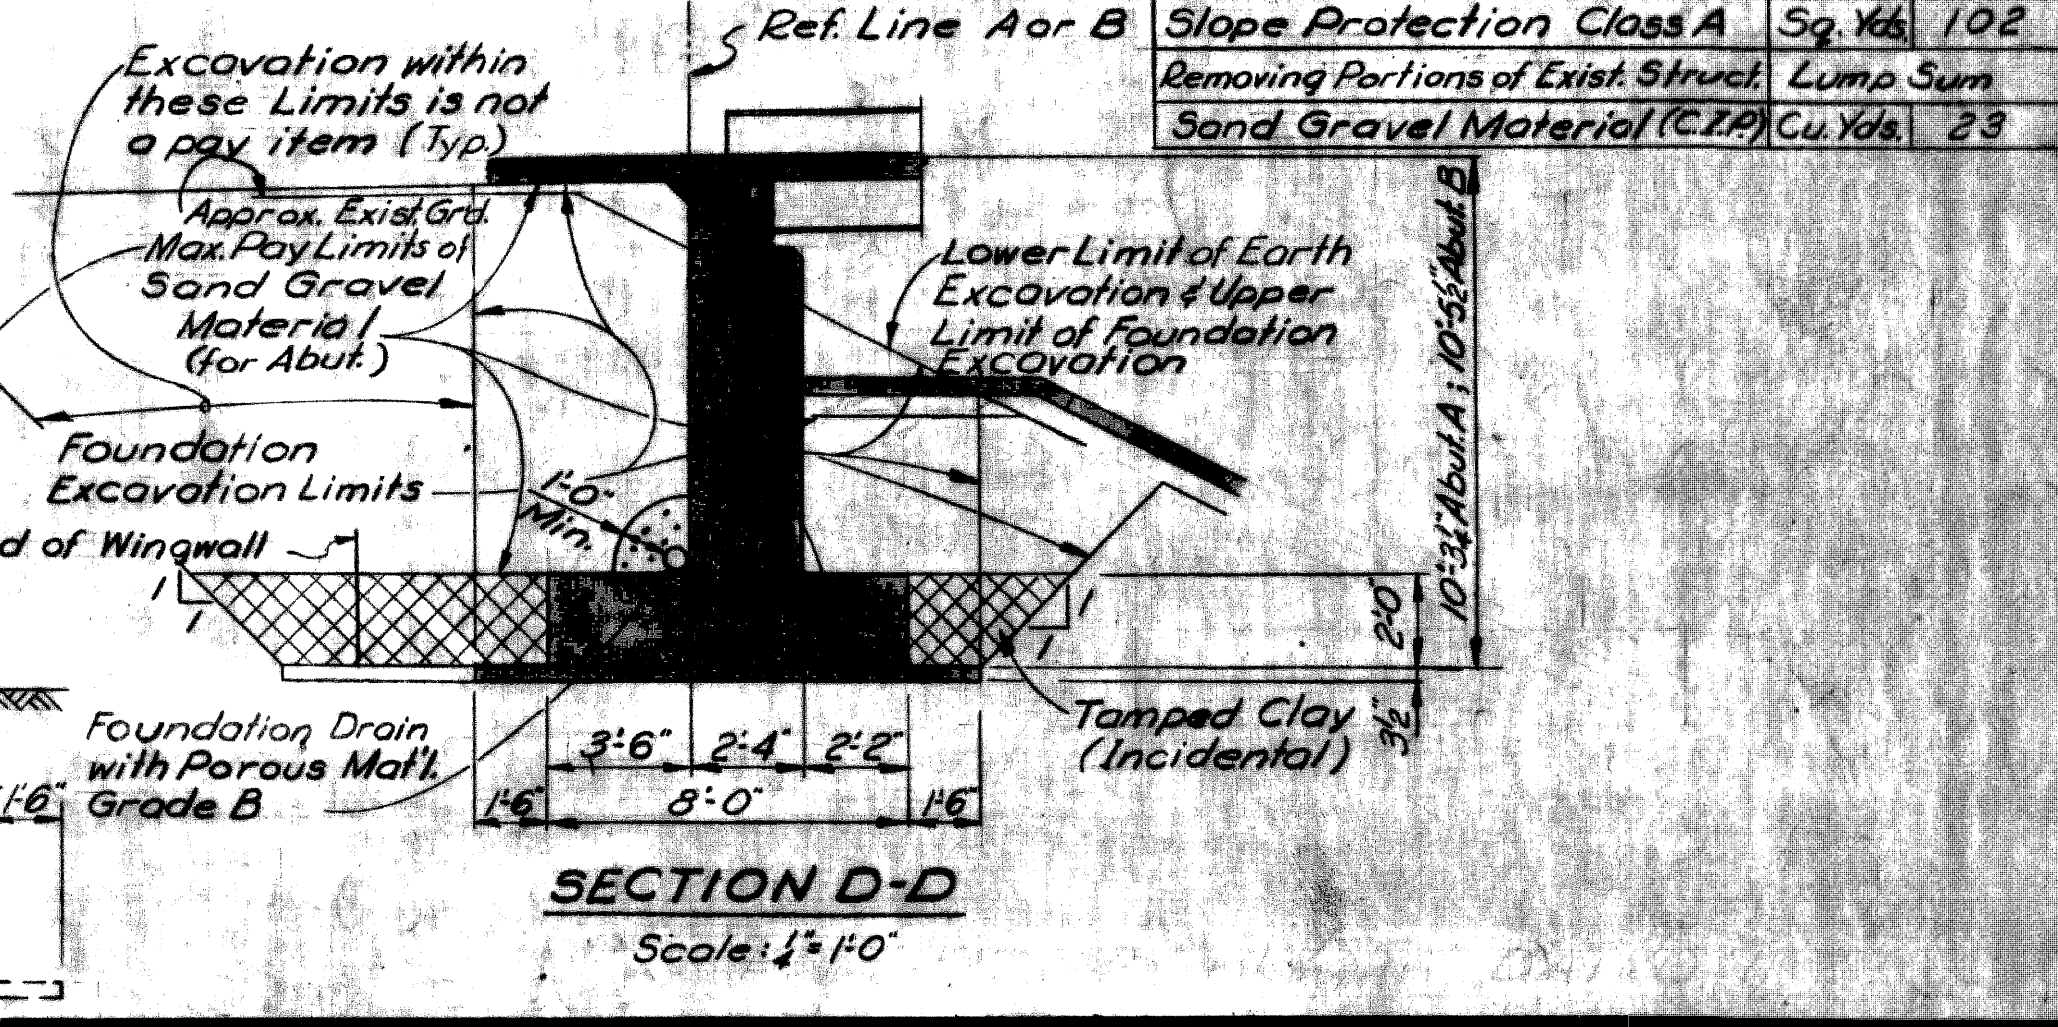 Ref. Line A or B
Slope Protection Class A Sq. Yds. 102
Removing Portions of Exist. Struct. Lump Sum
Sand Gravel Material (C.I.P.) Cu. Yds. 23
Excavation within
these Limits is not
a pay item (Typ.)
Approx. Exist. Grd.
Max. Pay Limits of
Sand Gravel
Material
(for Abut.)
Lower Limit of Earth
Excavation & Upper
Limit of Foundation
Excavation
Foundation
Excavation Limits
1'-0"
Min.
d of Wingwall
1
1
1
1
10'-3¼" Abut. A ; 10'-5½" Abut. B
2'-0"
3½"
Foundation Drain
with Porous Mat'l.
Grade B
Tamped Clay
(Incidental)
3'-6" 2'-4" 2'-2"
1'-6" 1'-6" 8'-0" 1'-6"
SECTION D-D
Scale: ¼" = 1'-0"